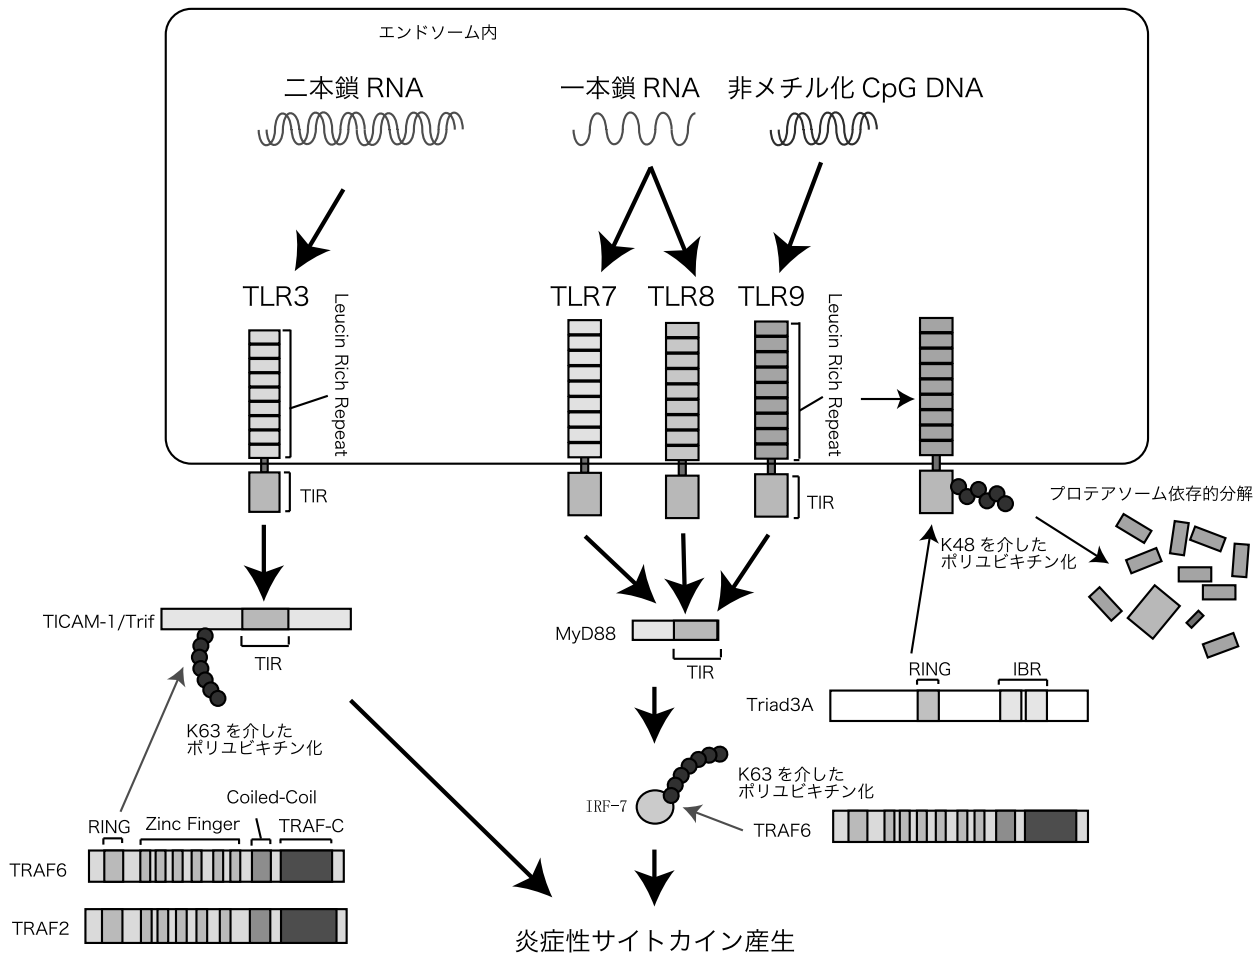 エンドソーム内
二本鎖 RNA
一本鎖 RNA
非メチル化 CpG DNA
TLR3
TLR7
TLR8
TLR9
Leucin Rich Repeat
Leucin Rich Repeat
TIR
TIR
プロテアソーム依存的分解
K48 を介した
ポリユビキチン化
TICAM-1/Trif
TIR
MyD88
TIR
RING
IBR
Triad3A
K63 を介した
ポリユビキチン化
K63 を介した
ポリユビキチン化
IRF-7
TRAF6
Coiled-Coil
RING
Zinc Finger
TRAF-C
TRAF6
TRAF2
炎症性サイトカイン産生